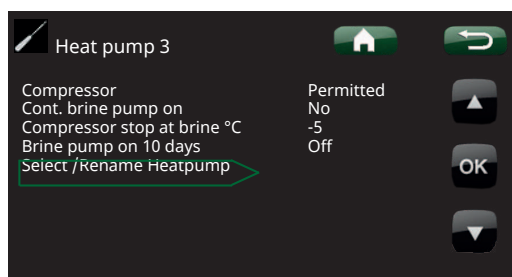 Heat pump 3
Compressor Permitted
Cont. brine pump on No
Compressor stop at brine °C -5
Brine pump on 10 days Off
Select /Rename Heatpump
OK